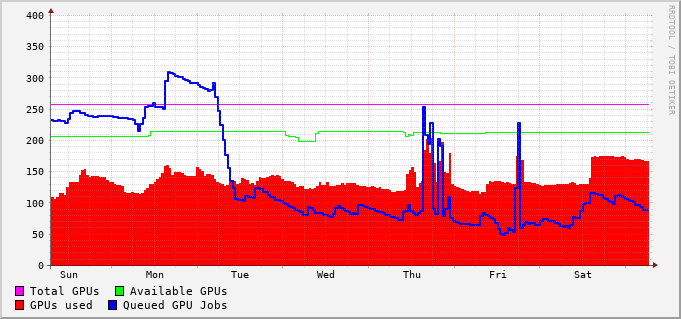 400
350
300
250
200
150
100
50
0
Sun Mon Tue Wed Thu Fri Sat
Total GPUs Available GPUs
GPUs used Queued GPU Jobs
RRDTOOL / TOBI OETIKER